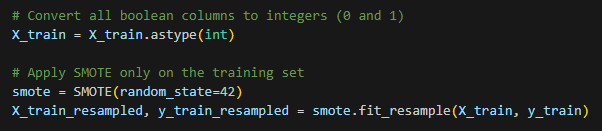 # Convert all boolean columns to integers (0 and 1)
X_train = X_train.astype(int)
# Apply SMOTE only on the training set
smote = SMOTE(random_state=42)
X_train_resampled, y_train_resampled = smote.fit_resample(X_train, y_train)